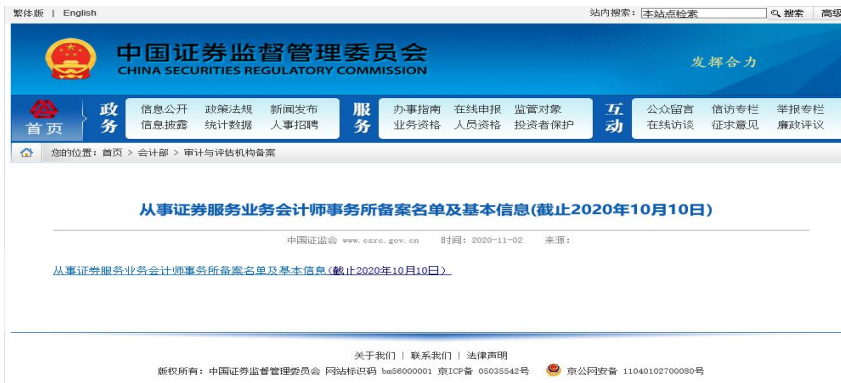 繁体版 | English 站内搜索: 本站点检索 搜索 高级
中国证券监督管理委员会
CHINA SECURITIES REGULATORY COMMISSION
发挥合力
首页
政务
信息公开 政策法规 新闻发布
信息披露 统计数据 人事招聘
服务
办事指南 在线申报 监管对象
业务资格 人员资格 投资者保护
互动
公众留言 信访专栏 举报专栏
在线访谈 征求意见 廉政评议
您的位置: 首页 > 会计部 > 审计与评估机构备案
从事证券服务业务会计师事务所备案名单及基本信息(截止2020年10月10日)
中国证监会 www.csrc.gov.cn 时间: 2020-11-02 来源:
从事证券服务业务会计师事务所备案名单及基本信息(截止2020年10月10日)
关于我们 | 联系我们 | 法律声明
版权所有: 中国证券监督管理委员会 网站标识码 bm56000001 京ICP备 05035542号 京公网安备 11040102700080号